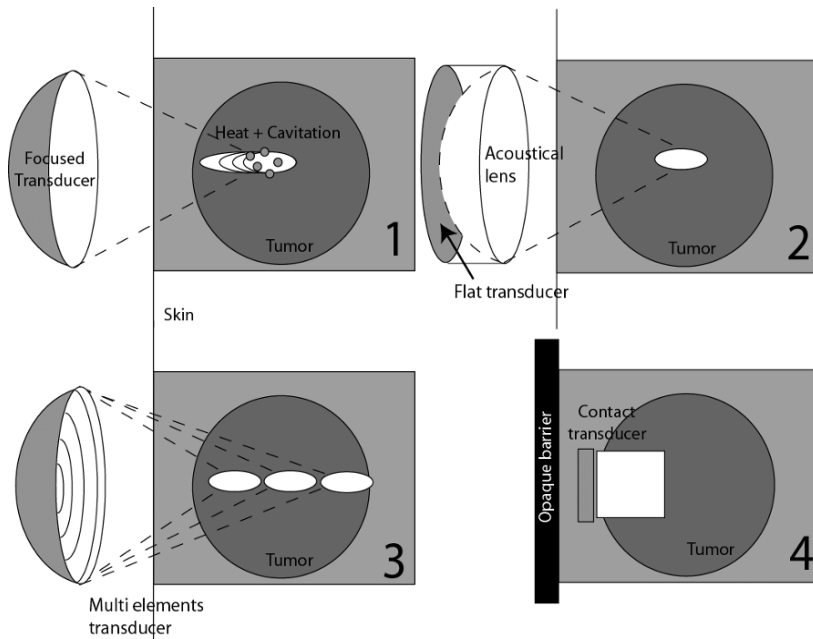 Focused
Transducer
Heat + Cavitation
Tumor
1
Acoustical
lens
Tumor
2
Flat transducer
Skin
Multi elements
transducer
Tumor
3
Opaque barrier
Contact
transducer
Tumor
4